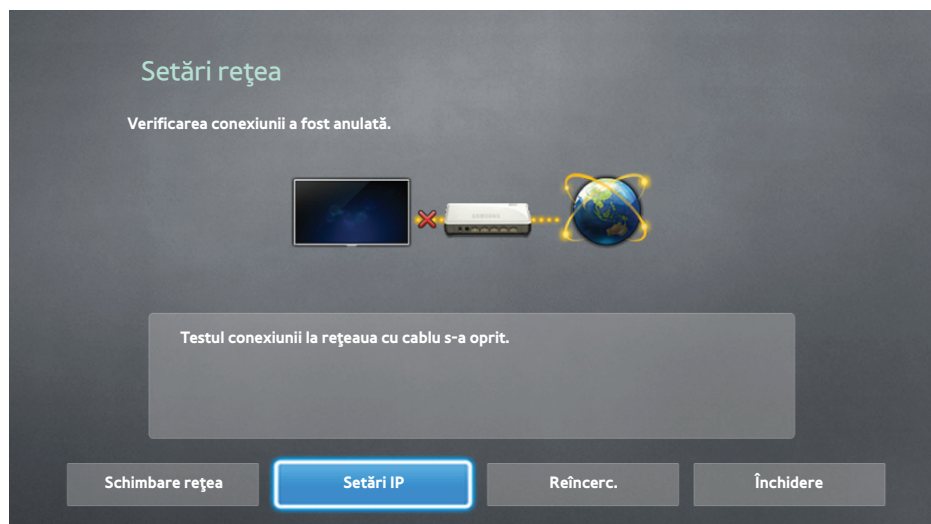 Setări reţea
Verificarea conexiunii a fost anulată.
SAMSUNG
Testul conexiunii la reţeaua cu cablu s-a oprit.
Schimbare reţea
Setări IP
Reîncerc.
Închidere